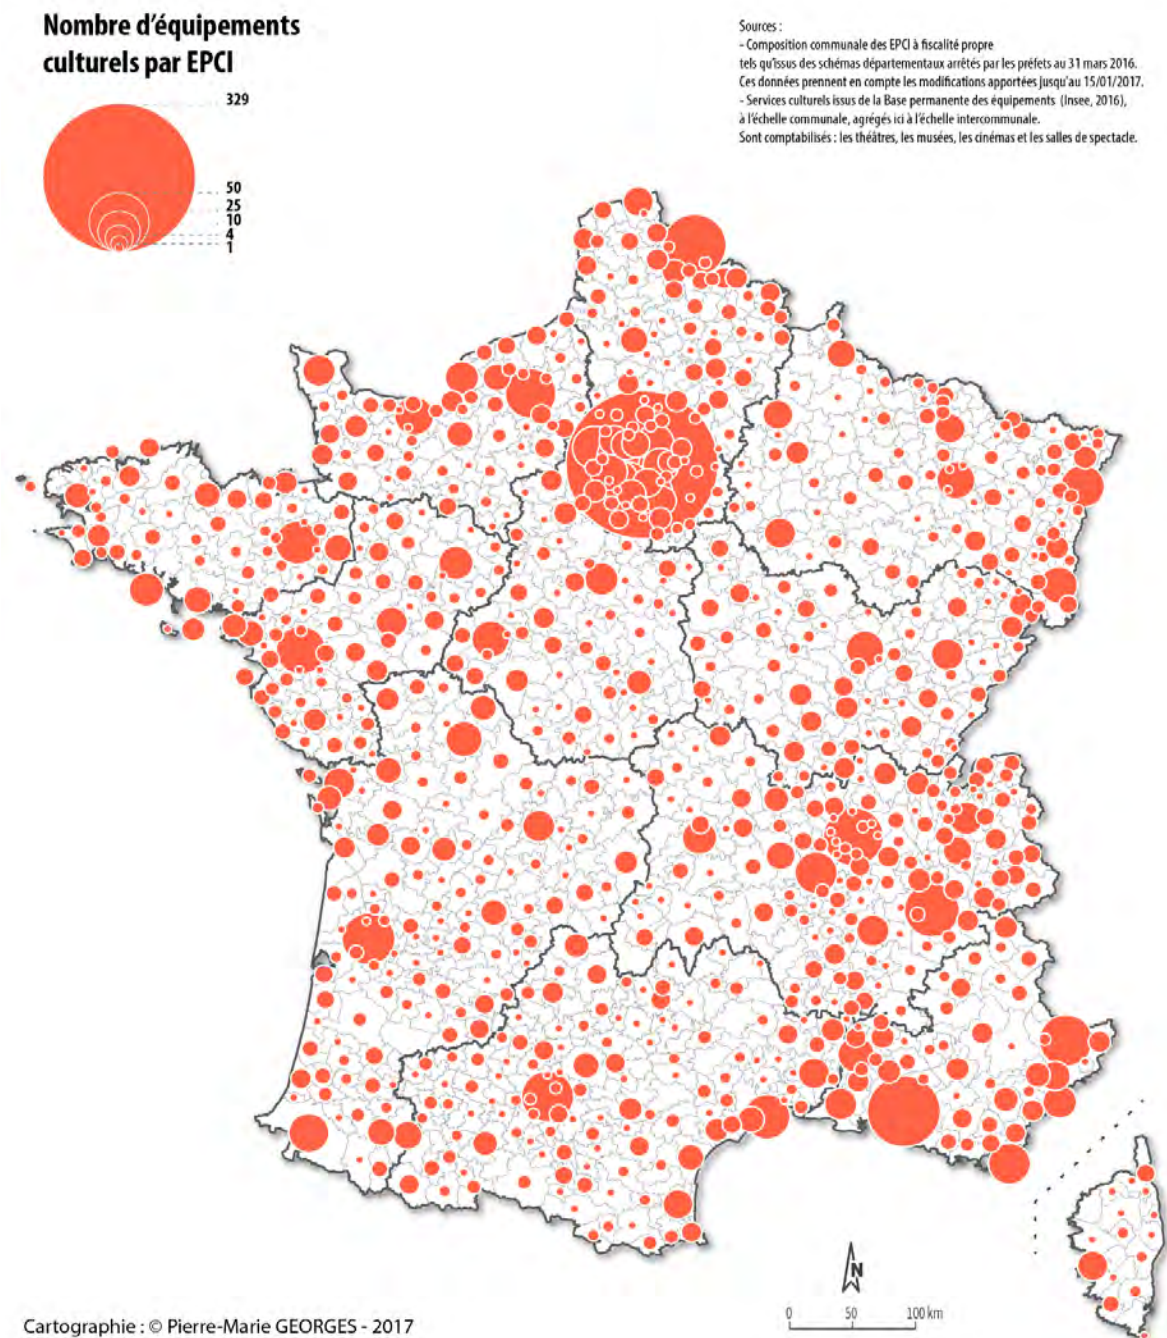 Nombre d'équipements
culturels par EPCI
329
50
25
10
4
1
Sources :
- Composition communale des EPCI à fiscalité propre
tels qu'issus des schémas départementaux arrêtés par les préfets au 31 mars 2016.
Ces données prennent en compte les modifications apportées jusqu'au 15/01/2017.
- Services culturels issus de la Base permanente des équipements (Insee, 2016),
à l'échelle communale, agrégés ici à l'échelle intercommunale.
Sont comptabilisés : les théâtres, les musées, les cinémas et les salles de spectacle.
N
0 50 100 km
Cartographie : © Pierre-Marie GEORGES - 2017